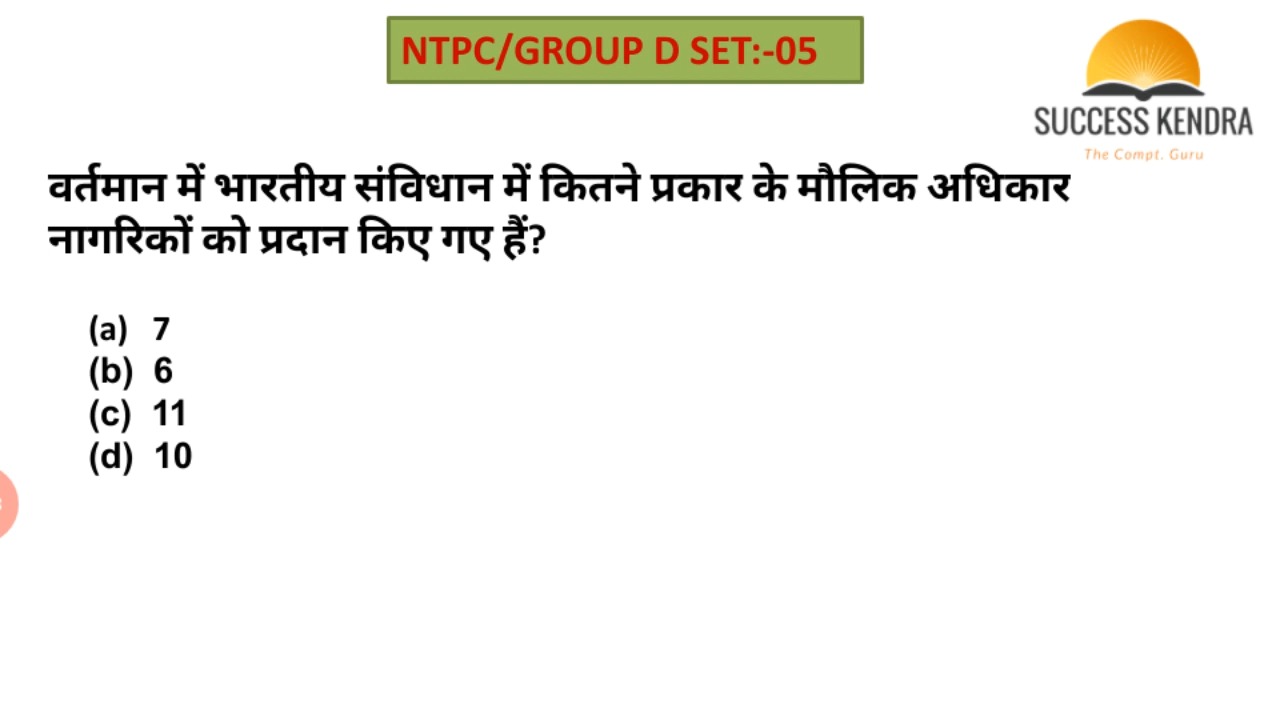 NTPC/GROUP D SET:-05
SUCCESS KENDRA
The Compt. Guru
वर्तमान में भारतीय संविधान में कितने प्रकार के मौलिक अधिकार
नागरिकों को प्रदान किए गए हैं?
(a) 7
(b) 6
(c) 11
(d) 10